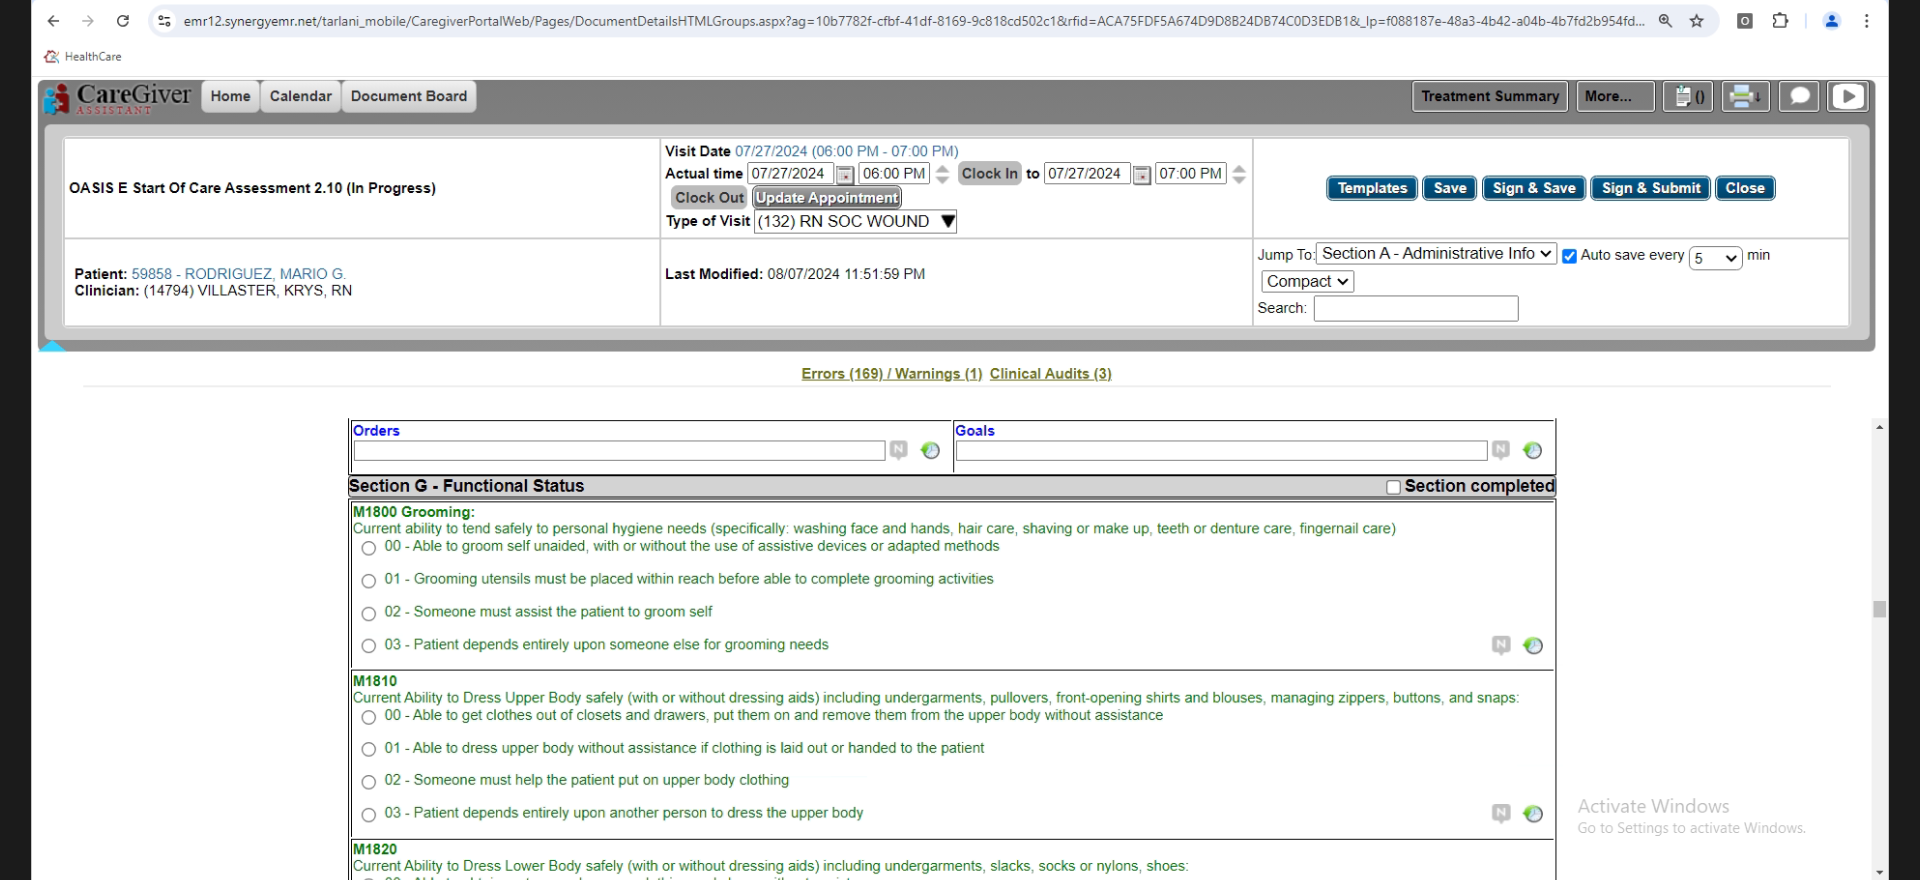 emr12.synergyemr.net/tarlani_mobile/CaregiverPortalWeb/Pages/DocumentDetailsHTMLGroups.aspx?ag=10b7782f-cfbf-41df-8169-9c818cd502c1&rfid=ACA75FDF5A674D9D8B24DB74C0D3EDB1&_lp=f088187e-48a3-4b42-a04b-4b7fd2b954fd...
HealthCare
CareGiver
ASSISTANT
Home
Calendar
Document Board
Treatment Summary
More...
()
OASIS E Start Of Care Assessment 2.10 (In Progress)
Visit Date 07/27/2024 (06:00 PM - 07:00 PM)
Actual time 07/27/2024 06:00 PM Clock In to 07/27/2024 07:00 PM
Clock Out Update Appointment
Type of Visit (132) RN SOC WOUND
Templates
Save
Sign & Save
Sign & Submit
Close
Patient: 59858 - RODRIGUEZ, MARIO G.
Clinician: (14794) VILLASTER, KRYS, RN
Last Modified: 08/07/2024 11:51:59 PM
Jump To: Section A - Administrative Info Auto save every 5 min
Compact
Search:
Errors (169) / Warnings (1) Clinical Audits (3)
Orders
N
Goals
N
Section G - Functional Status
Section completed
M1800 Grooming:
Current ability to tend safely to personal hygiene needs (specifically: washing face and hands, hair care, shaving or make up, teeth or denture care, fingernail care)
00 - Able to groom self unaided, with or without the use of assistive devices or adapted methods
01 - Grooming utensils must be placed within reach before able to complete grooming activities
02 - Someone must assist the patient to groom self
03 - Patient depends entirely upon someone else for grooming needs
N
M1810
Current Ability to Dress Upper Body safely (with or without dressing aids) including undergarments, pullovers, front-opening shirts and blouses, managing zippers, buttons, and snaps:
00 - Able to get clothes out of closets and drawers, put them on and remove them from the upper body without assistance
01 - Able to dress upper body without assistance if clothing is laid out or handed to the patient
02 - Someone must help the patient put on upper body clothing
03 - Patient depends entirely upon another person to dress the upper body
N
Activate Windows
Go to Settings to activate Windows.
M1820
Current Ability to Dress Lower Body safely (with or without dressing aids) including undergarments, slacks, socks or nylons, shoes: